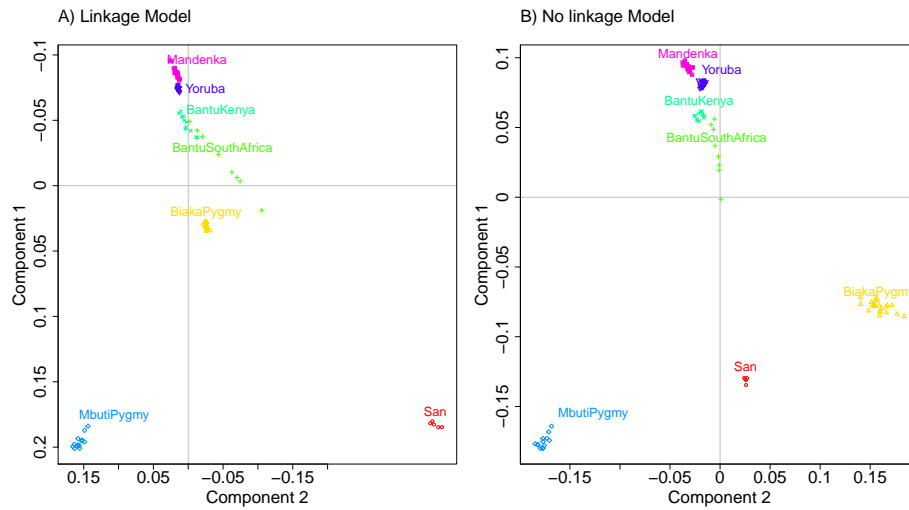 A) Linkage Model
Mandenka
Yoruba
BantuKenya
BantuSouthAfrica
BiakaPygmy
MbutiPygmy
San
Component 1
−0.1
−0.05
0
0.05
0.1
0.15
0.2
0.15
0.05
0
−0.05
−0.15
Component 2
B) No linkage Model
Mandenka
Yoruba
BantuKenya
BantuSouthAfrica
BiakaPygmy
San
MbutiPygmy
Component 1
0.1
0.05
0
−0.05
−0.1
−0.15
−0.15
−0.05
0
0.05
0.15
Component 2